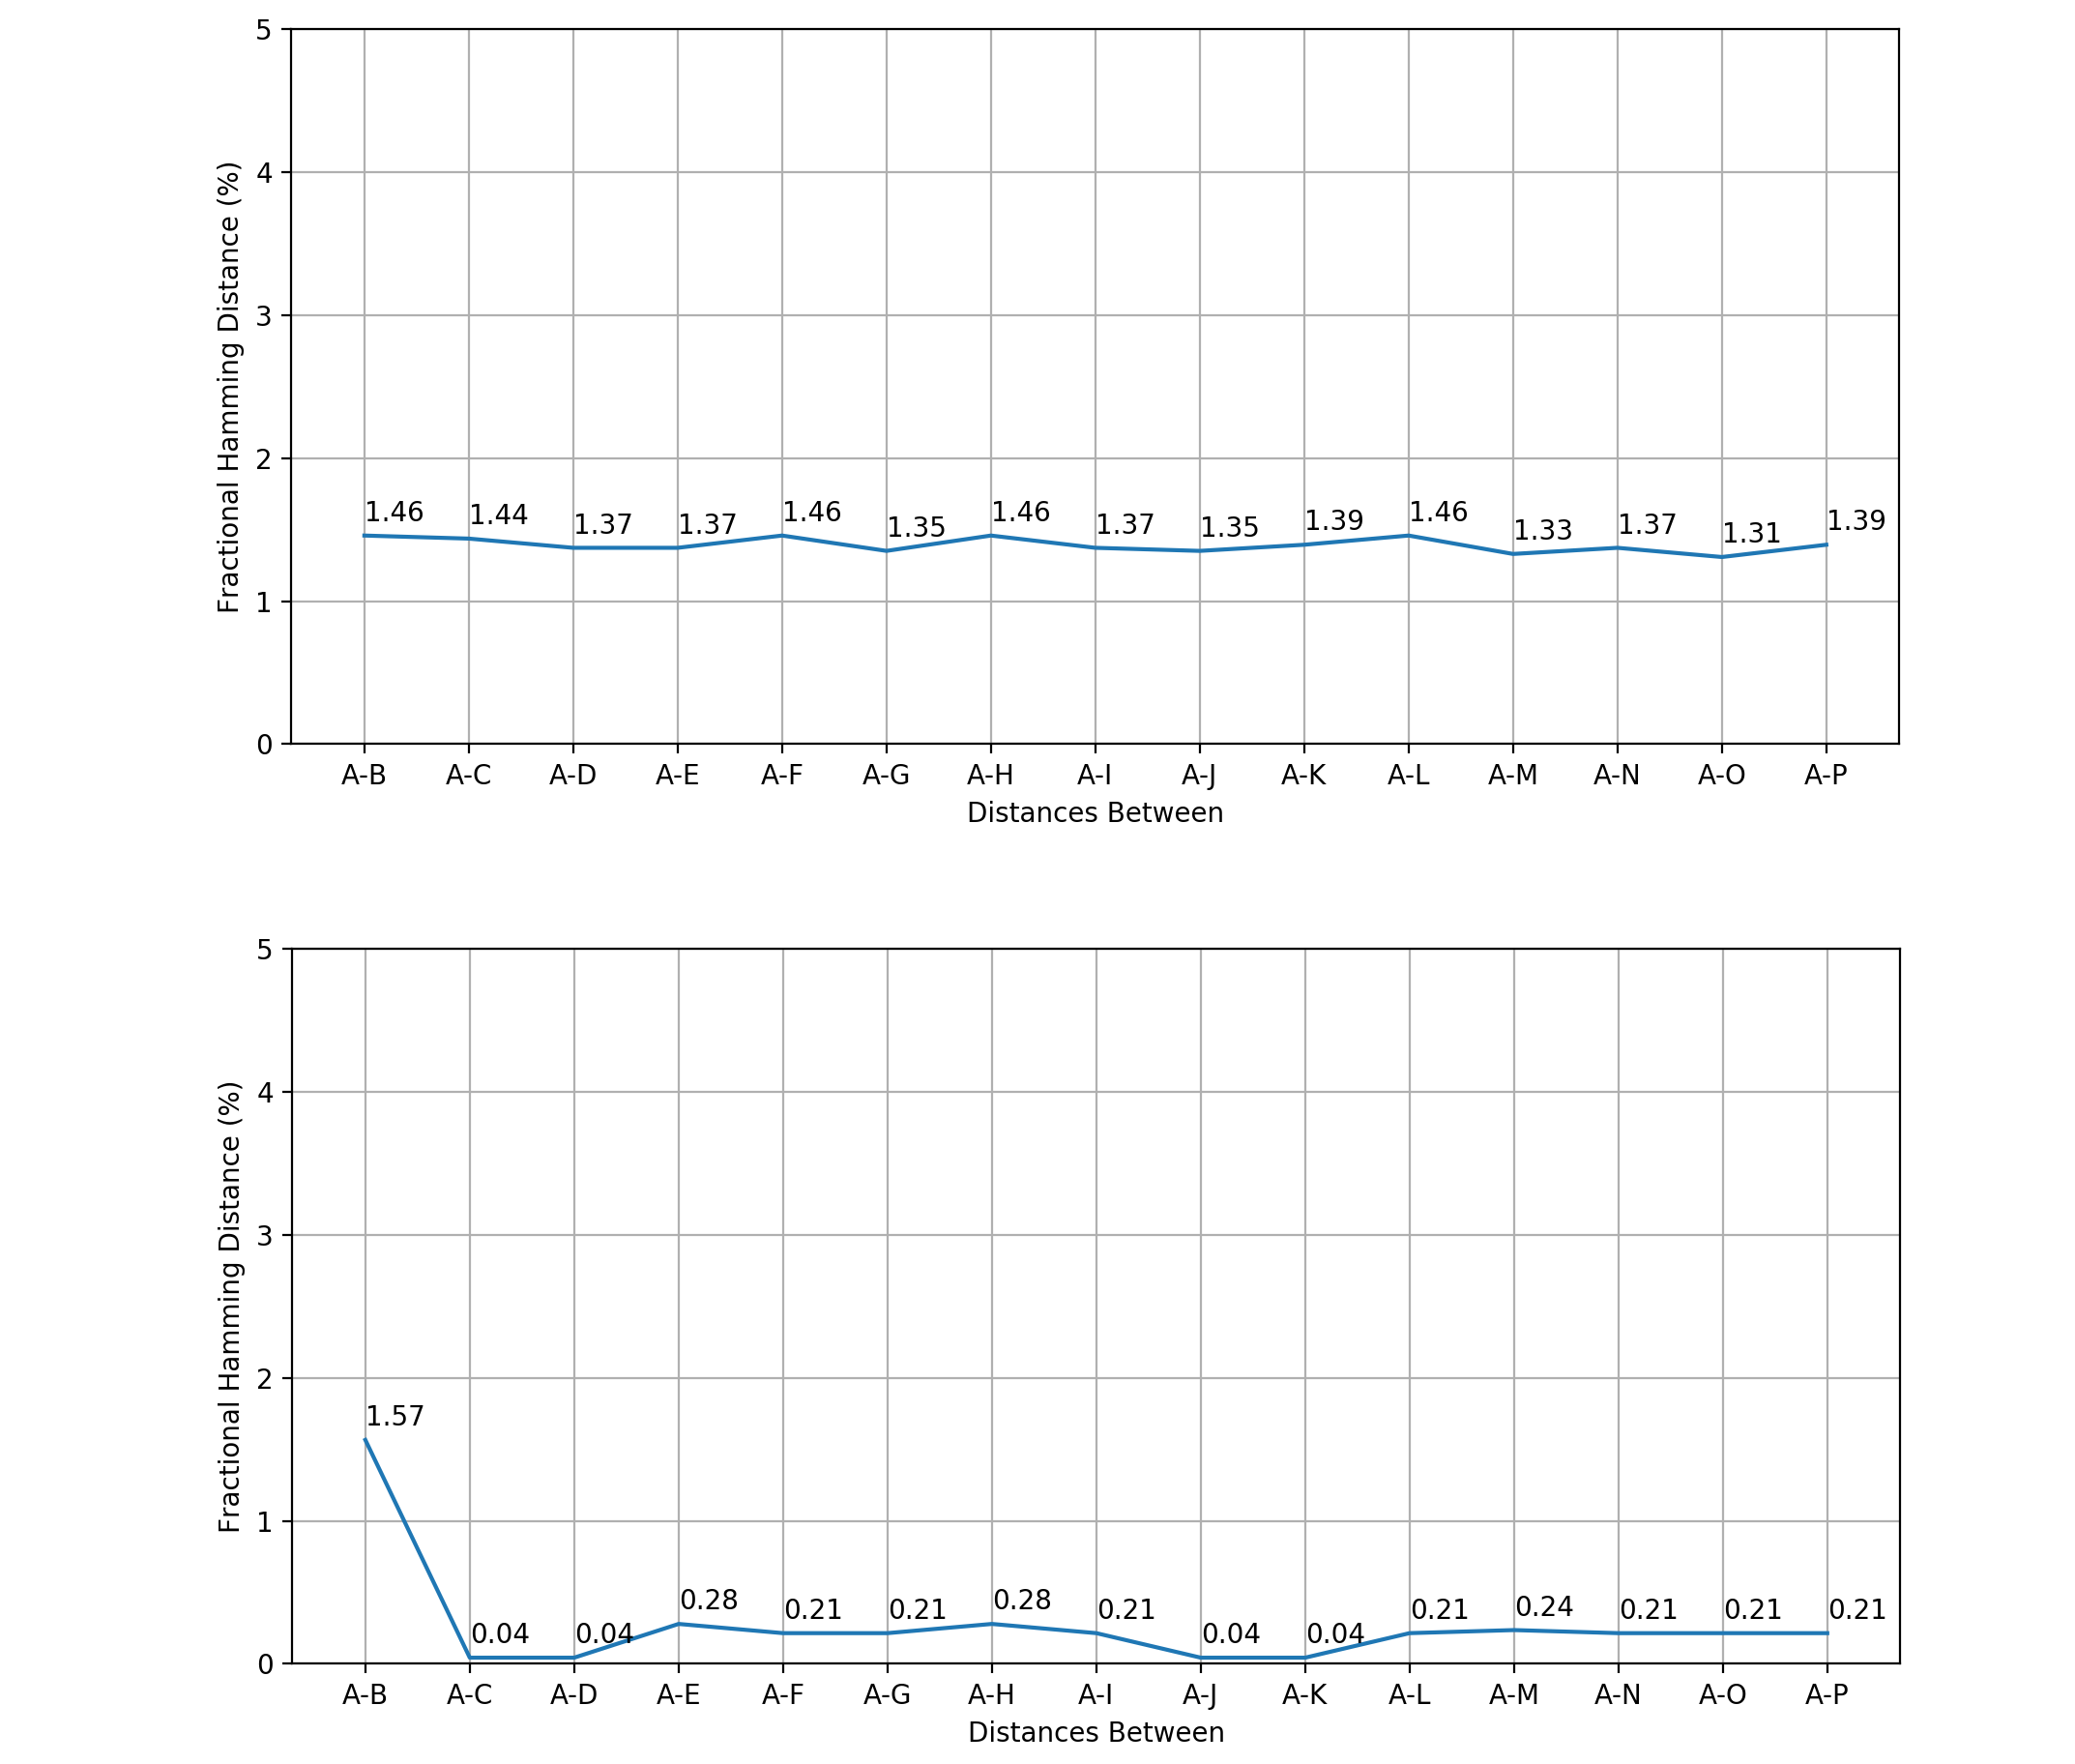 5
4
3
2
1
0
Fractional Hamming Distance (%)
1.46 1.44 1.37 1.37 1.46 1.35 1.46 1.37 1.35 1.39 1.46 1.33 1.37 1.31 1.39
A-B A-C A-D A-E A-F A-G A-H A-I A-J A-K A-L A-M A-N A-O A-P
Distances Between
5
4
3
2
1
0
Fractional Hamming Distance (%)
1.57 0.04 0.04 0.28 0.21 0.21 0.28 0.21 0.04 0.04 0.21 0.24 0.21 0.21 0.21
A-B A-C A-D A-E A-F A-G A-H A-I A-J A-K A-L A-M A-N A-O A-P
Distances Between